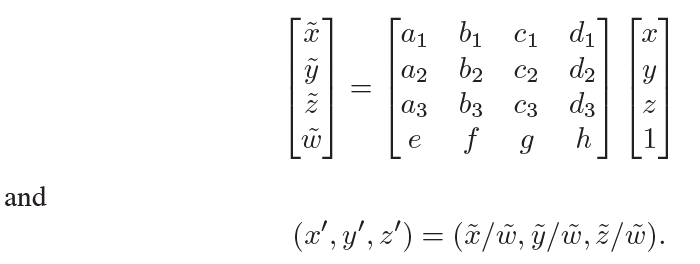 [x̃ ỹ z̃ w̃]ᵀ = [a₁ b₁ c₁ d₁; a₂ b₂ c₂ d₂; a₃ b₃ c₃ d₃; e f g h] [x y z 1]ᵀ
and
(x′, y′, z′) = (x̃/w̃, ỹ/w̃, z̃/w̃).